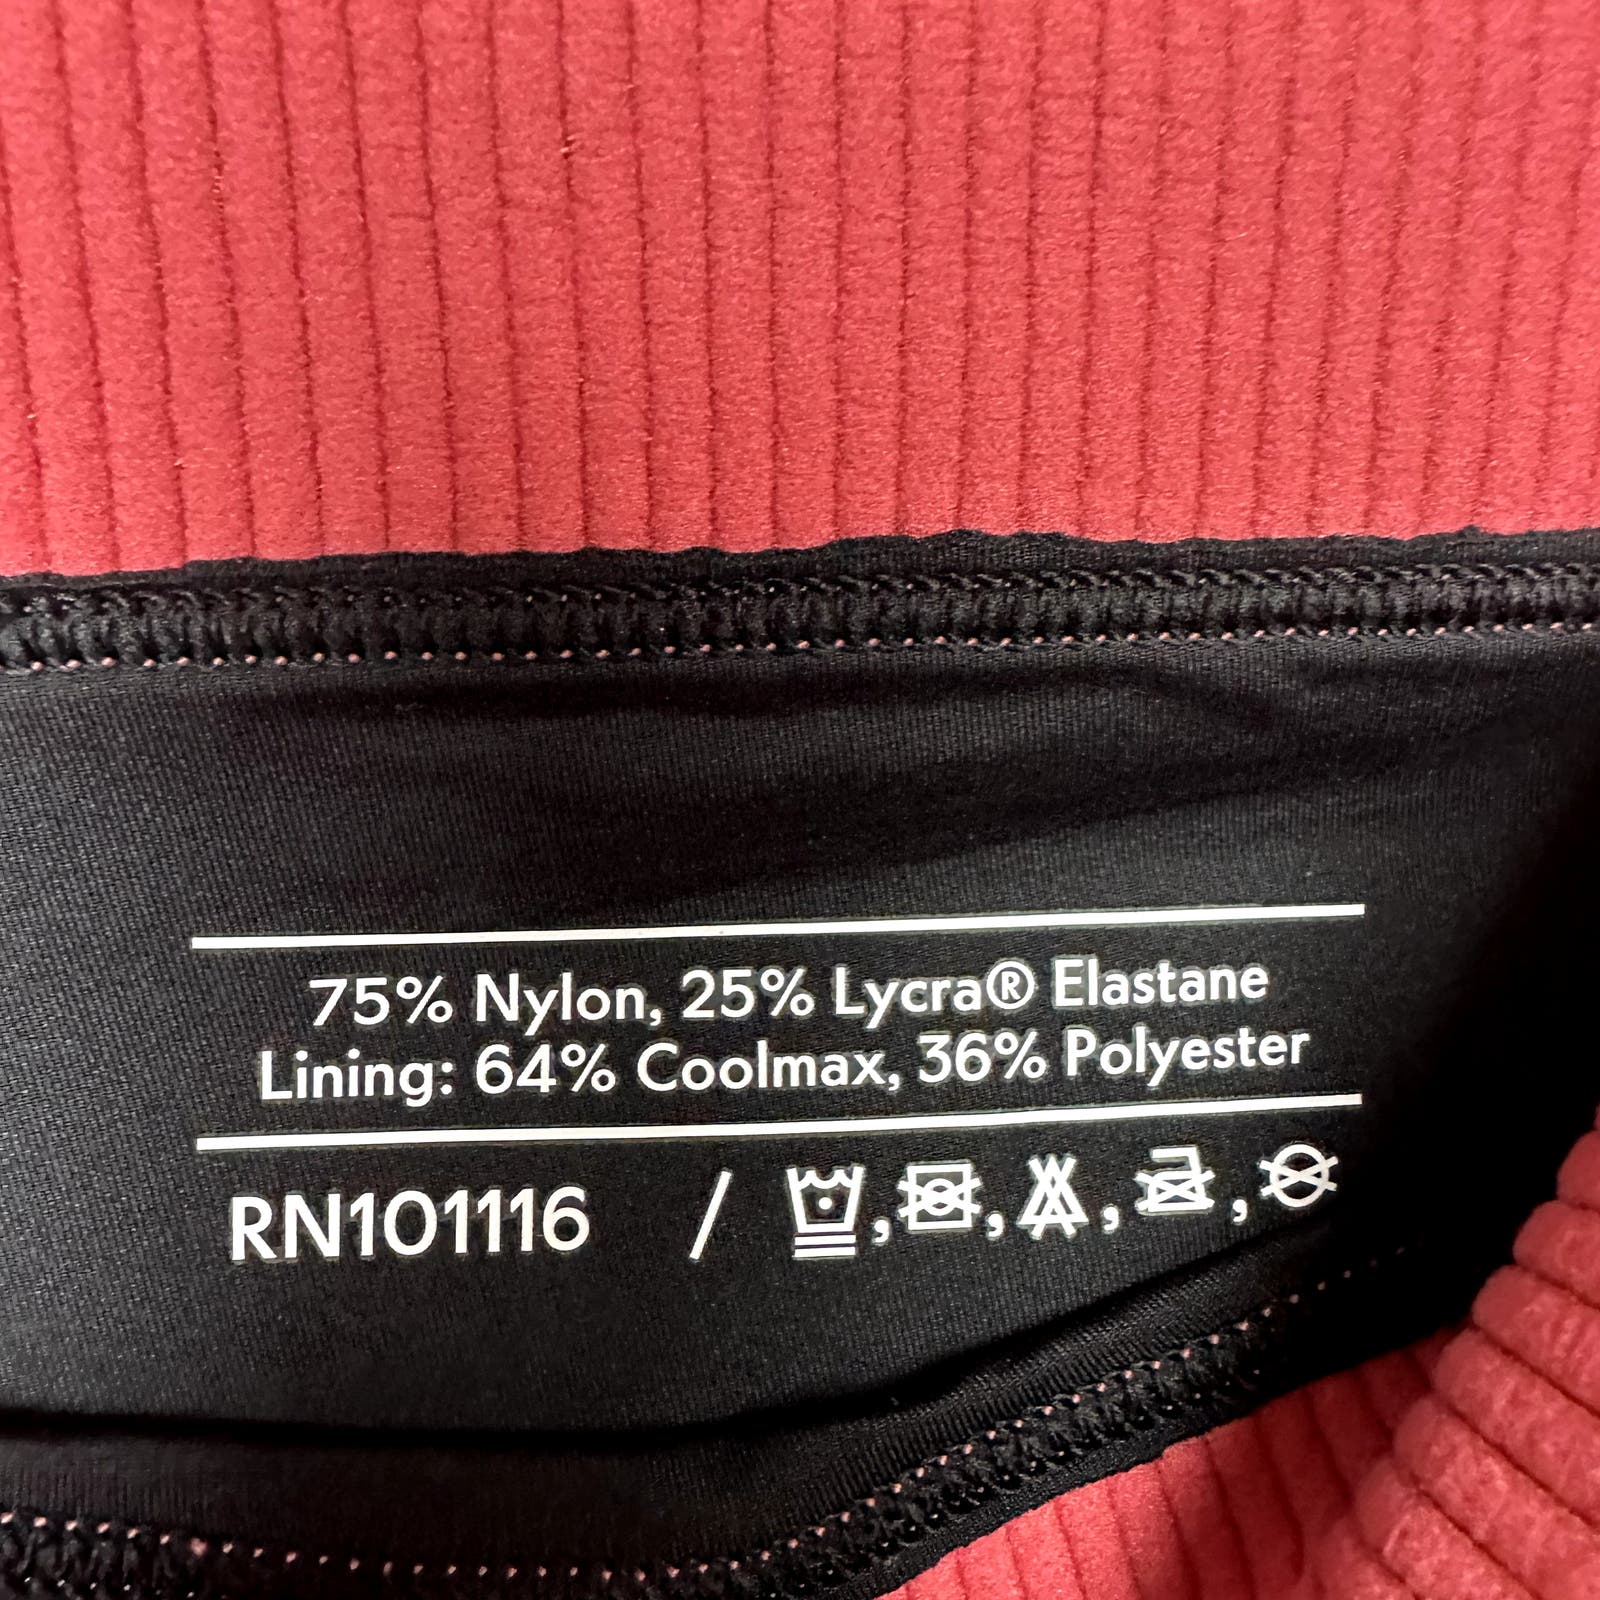 75% Nylon, 25% Lycra® Elastane
Lining: 64% Coolmax, 36% Polyester
RN101116 / , , , ,